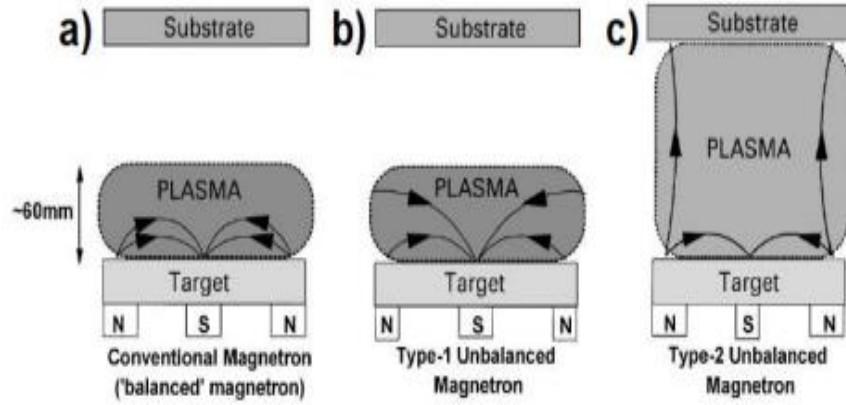 a)
Substrate
PLASMA
~60mm
Target
N S N
Conventional Magnetron
('balanced' magnetron)
b)
Substrate
PLASMA
Target
N S N
Type-1 Unbalanced
Magnetron
c)
Substrate
PLASMA
Target
N S N
Type-2 Unbalanced
Magnetron